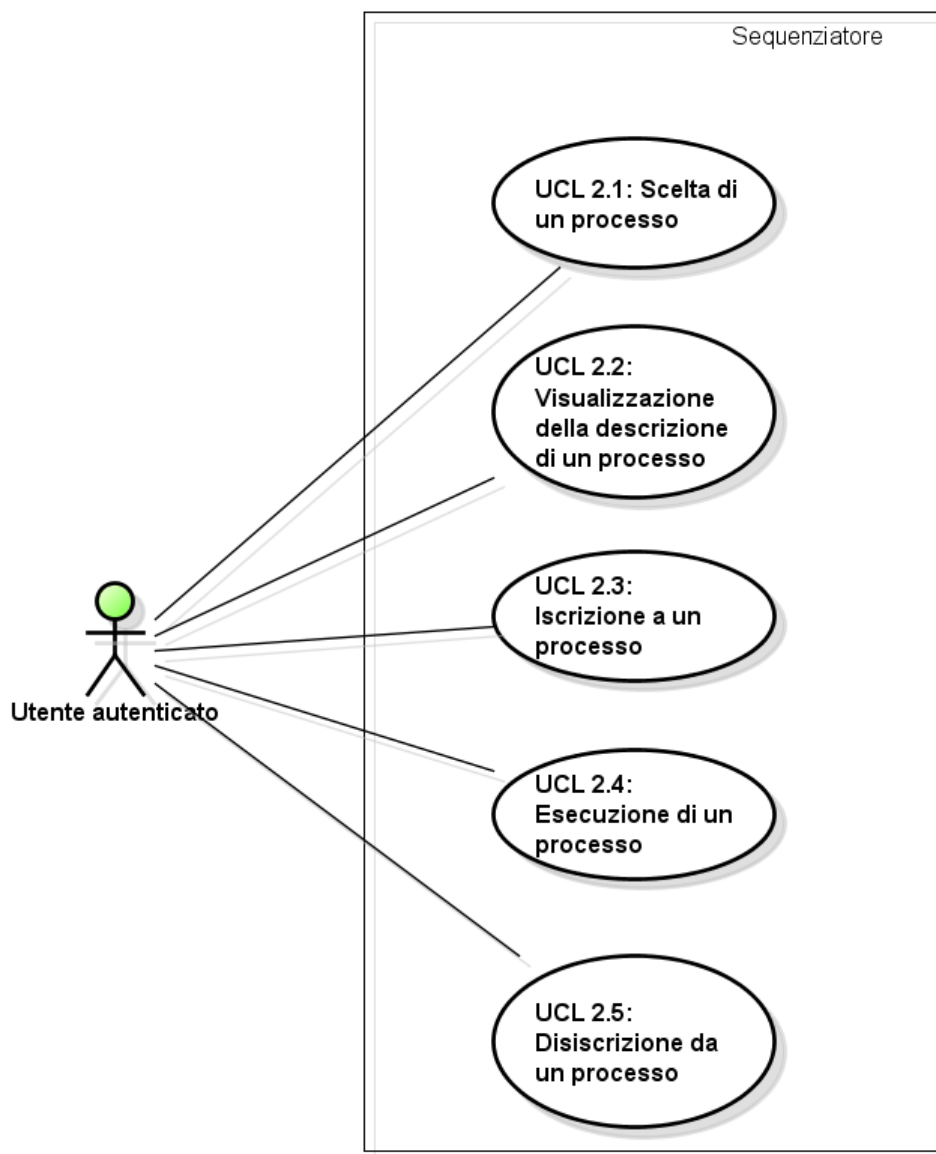 Sequenziatore
UCL 2.1: Scelta di
un processo
UCL 2.2:
Visualizzazione
della descrizione
di un processo
UCL 2.3:
Iscrizione a un
processo
Utente autenticato
UCL 2.4:
Esecuzione di un
processo
UCL 2.5:
Disiscrizione da
un processo